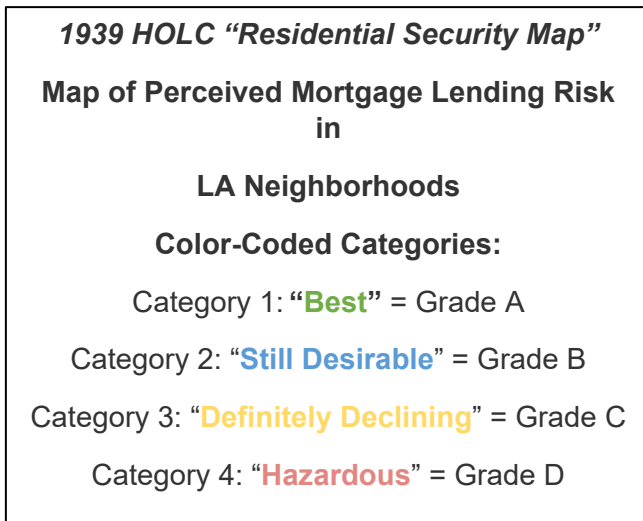 1939 HOLC “Residential Security Map”
Map of Perceived Mortgage Lending Risk
in
LA Neighborhoods
Color-Coded Categories:
Category 1: “Best” = Grade A
Category 2: “Still Desirable” = Grade B
Category 3: “Definitely Declining” = Grade C
Category 4: “Hazardous” = Grade D